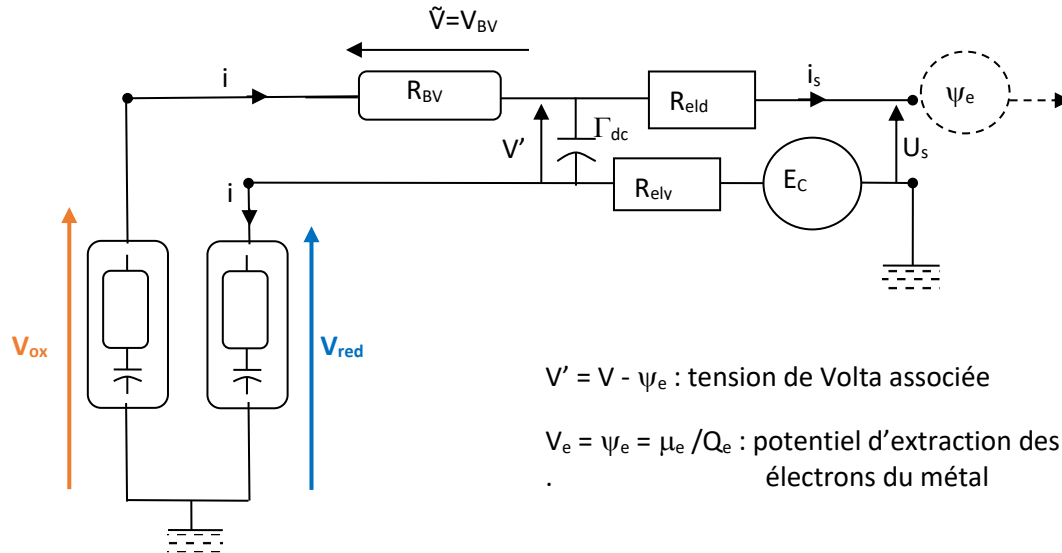 Ṽ=V_BV
i
R_BV
i_s
R_eld
ψ_e
V'
Γ_dc
U_s
i
R_elv
E_C
V_ox
V_red
V' = V - ψ_e : tension de Volta associée
V_e = ψ_e = μ_e /Q_e : potentiel d'extraction des
. électrons du métal